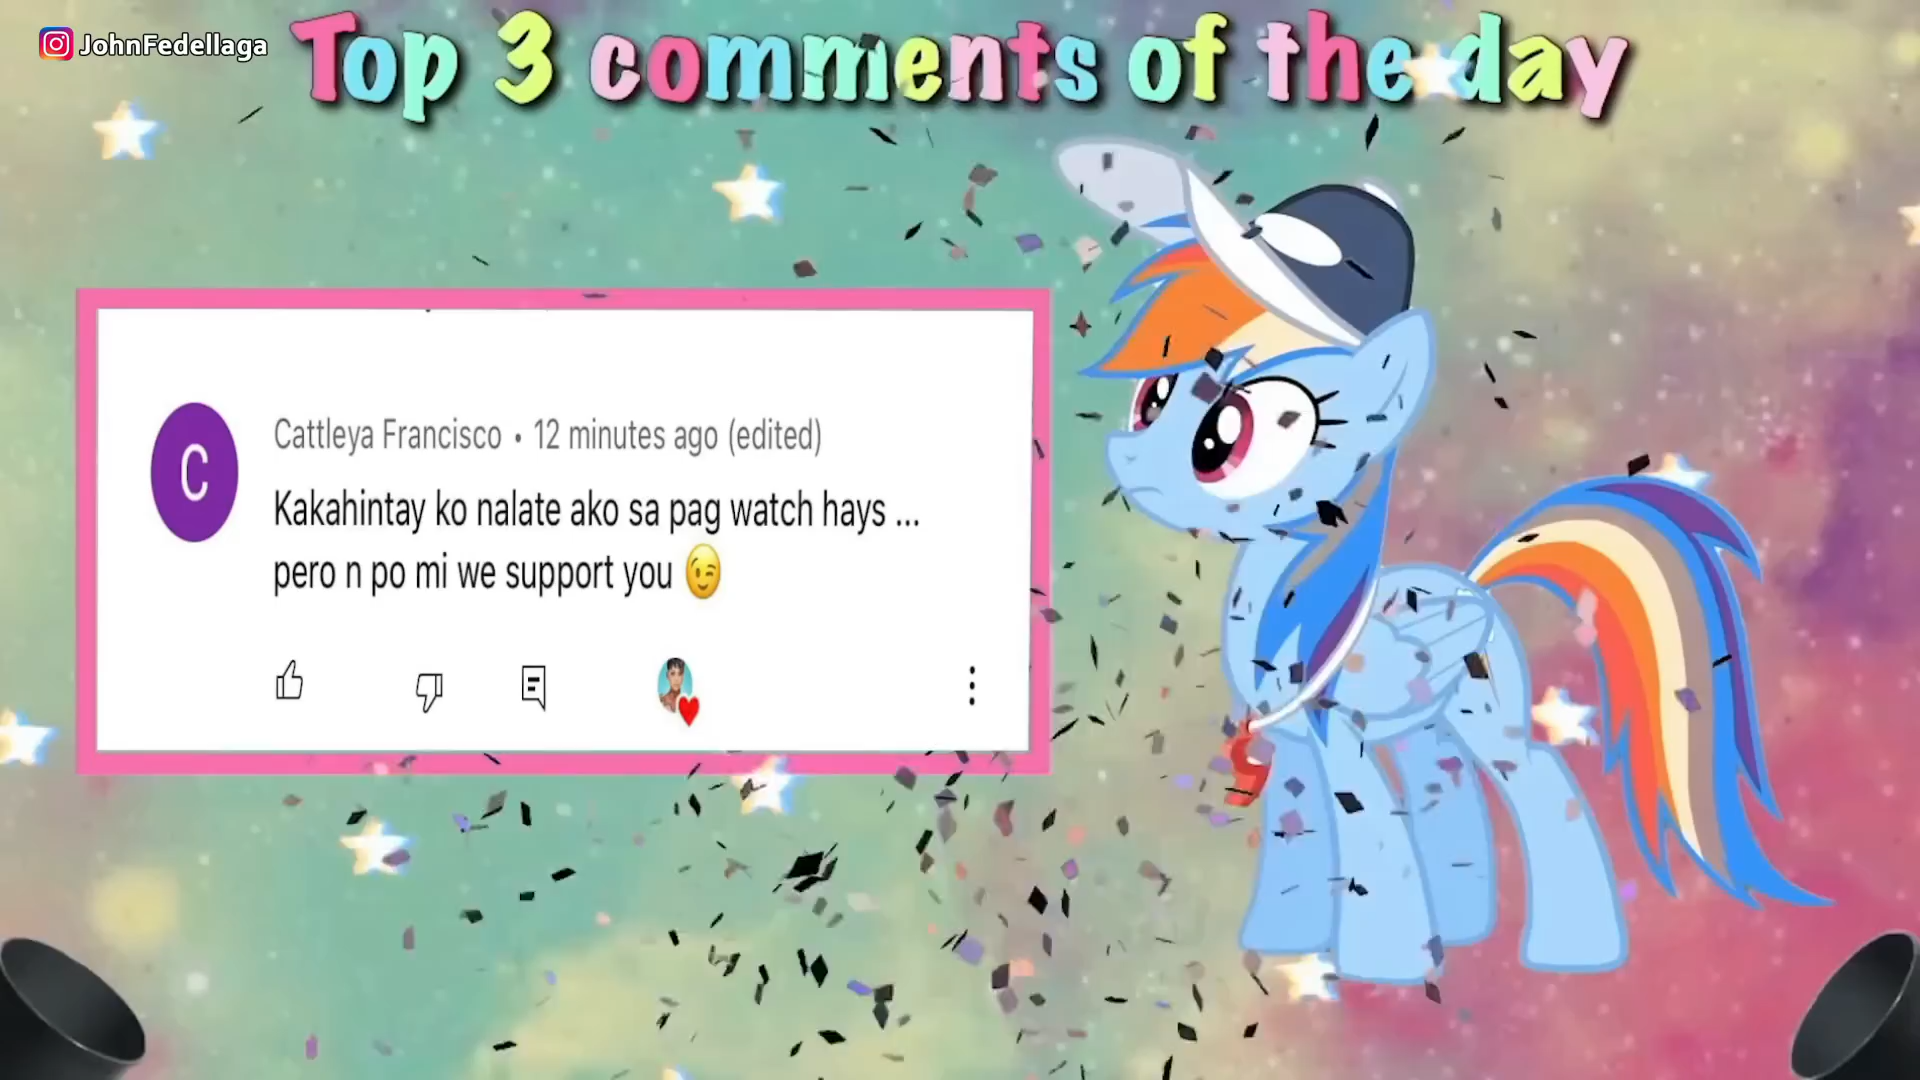 JohnFedellaga
Top 3 comments of the day
C
Cattleya Francisco • 12 minutes ago (edited)
Kakahintay ko nalate ako sa pag watch hays ...
pero n po mi we support you 😉